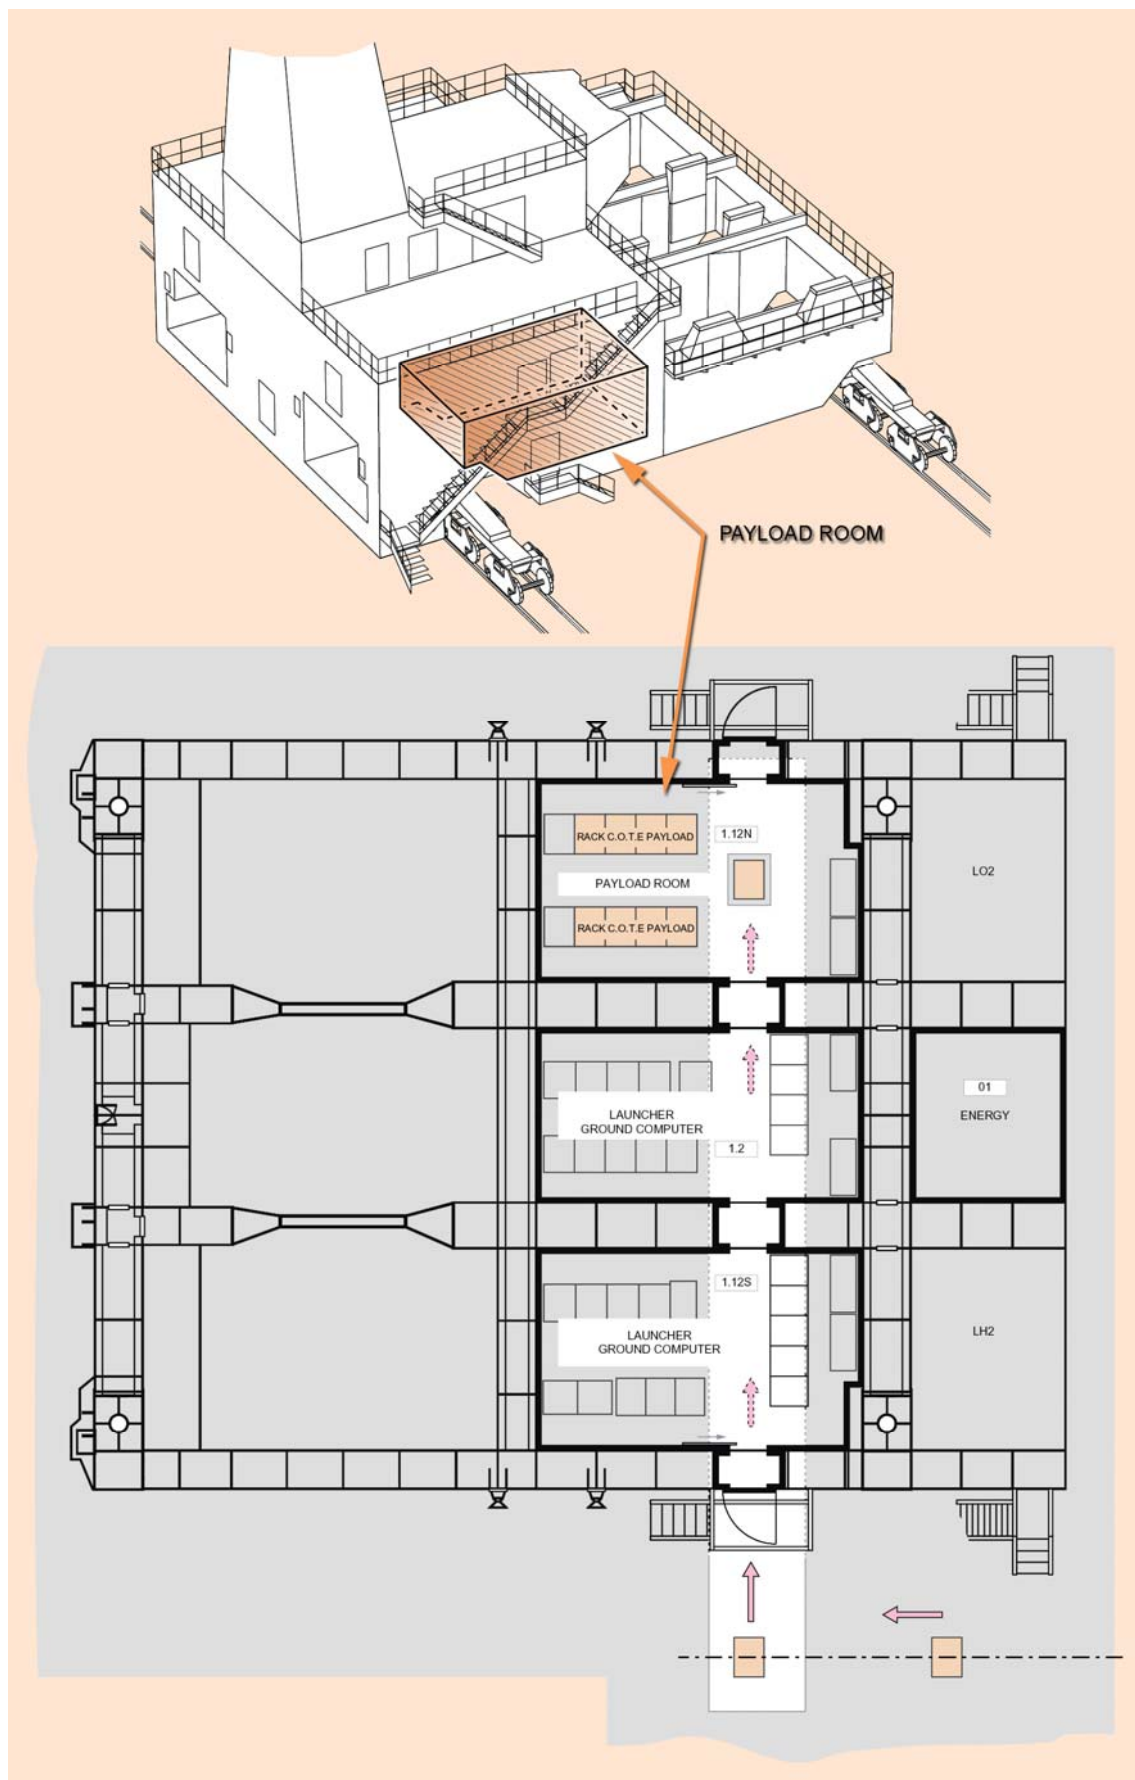 PAYLOAD ROOM
RACK C.O.T.E PAYLOAD
1.12N
LO2
PAYLOAD ROOM
RACK C.O.T.E PAYLOAD
01
ENERGY
LAUNCHER
GROUND COMPUTER
1.2
1.12S
LAUNCHER
GROUND COMPUTER
LH2